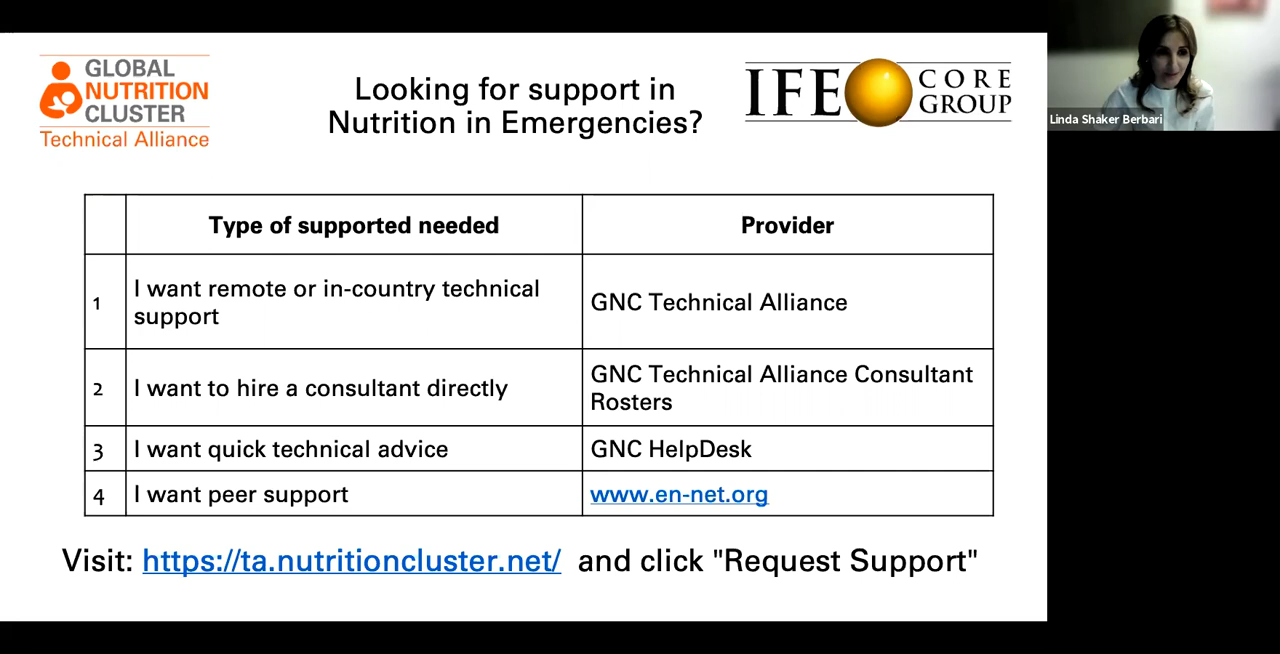 GLOBAL
NUTRITION
CLUSTER
Technical Alliance
Looking for support in
Nutrition in Emergencies?
IFE CORE
GROUP
Linda Shaker Berbari
Type of supported needed
Provider
1
I want remote or in-country technical
support
GNC Technical Alliance
2
I want to hire a consultant directly
GNC Technical Alliance Consultant
Rosters
3
I want quick technical advice
GNC HelpDesk
4
I want peer support
www.en-net.org
Visit: https://ta.nutritioncluster.net/ and click "Request Support"